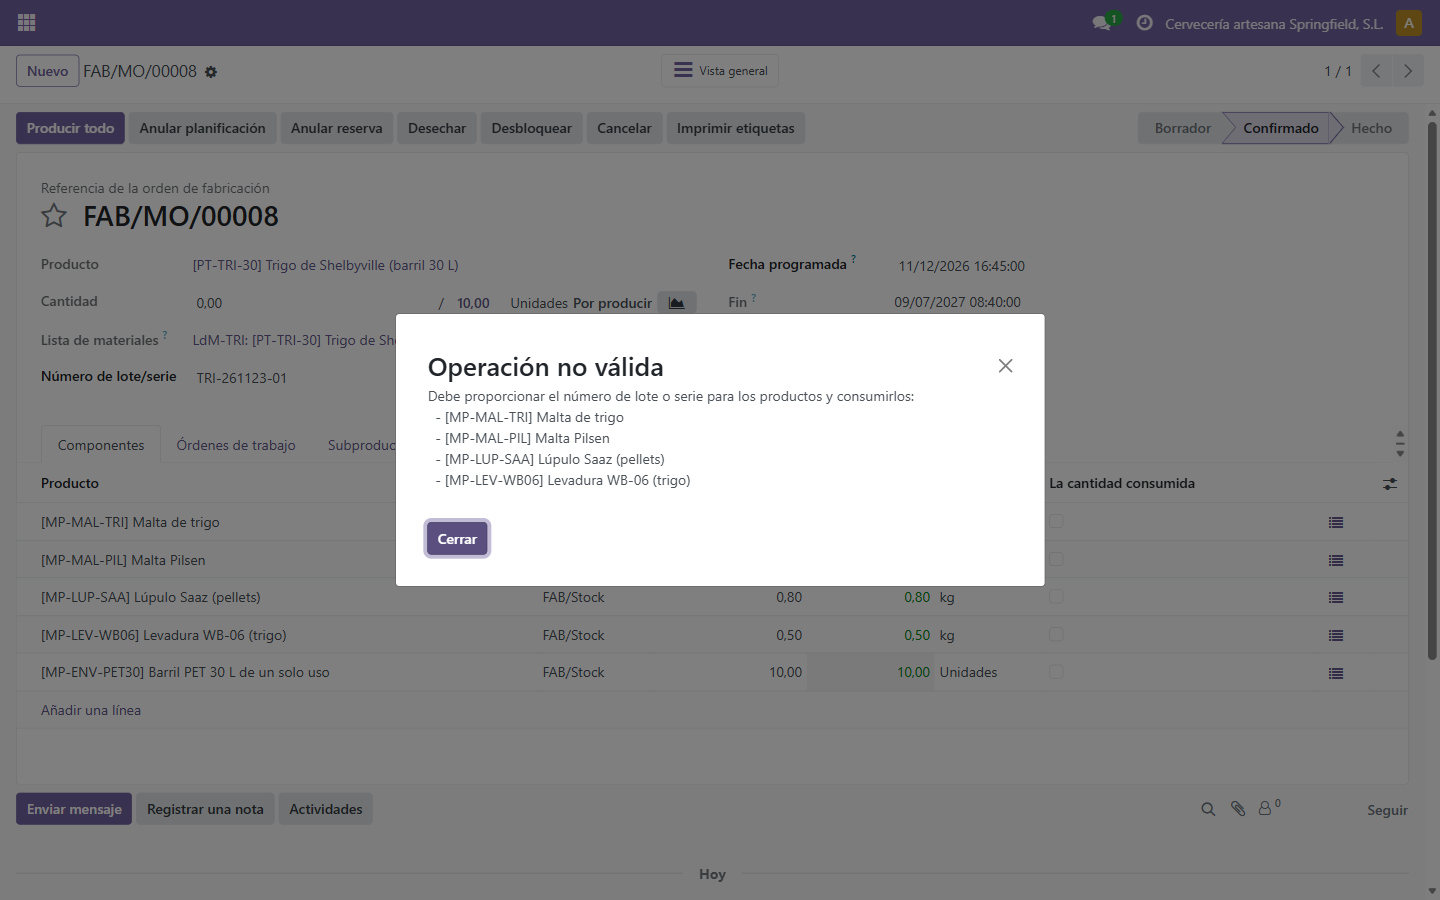 1
Cervecería artesana Springfield, S.L.
A
Nuevo
FAB/MO/00008
Vista general
1 / 1
Producir todo
Anular planificación
Anular reserva
Desechar
Desbloquear
Cancelar
Imprimir etiquetas
Borrador
Confirmado
Hecho
Referencia de la orden de fabricación
FAB/MO/00008
Producto
[PT-TRI-30] Trigo de Shelbyville (barril 30 L)
Fecha programada ?
11/12/2026 16:45:00
Cantidad
0,00
/ 10,00
Unidades Por producir
Fin ?
09/07/2027 08:40:00
Lista de materiales ?
LdM-TRI: [PT-TRI-30] Trigo de She
Número de lote/serie
TRI-261123-01
Operación no válida
Debe proporcionar el número de lote o serie para los productos y consumirlos:
- [MP-MAL-TRI] Malta de trigo
- [MP-MAL-PIL] Malta Pilsen
- [MP-LUP-SAA] Lúpulo Saaz (pellets)
- [MP-LEV-WB06] Levadura WB-06 (trigo)
Cerrar
Componentes
Órdenes de trabajo
Subproduc
Producto
La cantidad consumida
[MP-MAL-TRI] Malta de trigo
[MP-MAL-PIL] Malta Pilsen
[MP-LUP-SAA] Lúpulo Saaz (pellets)
FAB/Stock
0,80
0,80 kg
[MP-LEV-WB06] Levadura WB-06 (trigo)
FAB/Stock
0,50
0,50 kg
[MP-ENV-PET30] Barril PET 30 L de un solo uso
FAB/Stock
10,00
10,00 Unidades
Añadir una línea
Enviar mensaje
Registrar una nota
Actividades
0
Seguir
Hoy